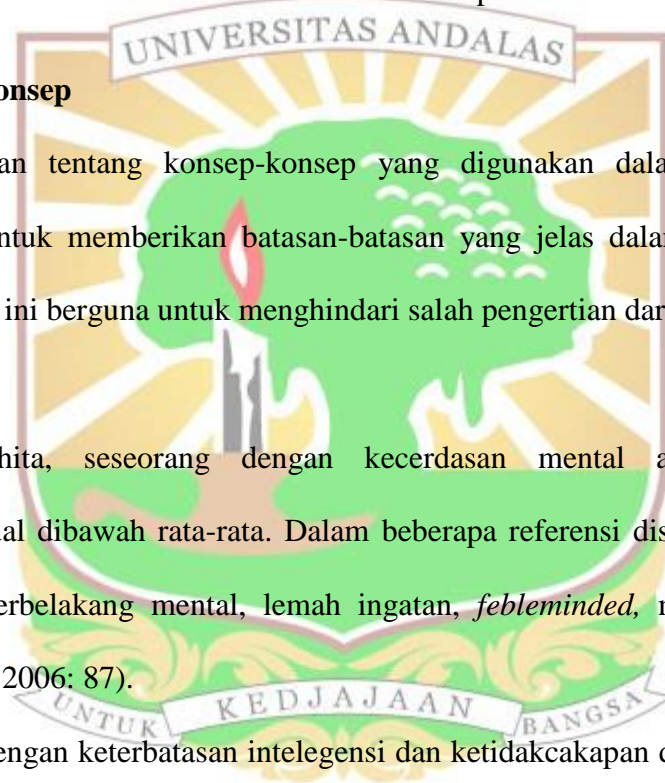 UNIVERSITAS ANDALAS
onsep
an tentang konsep-konsep yang digunakan dala
ntuk memberikan batasan-batasan yang jelas dalam
ini berguna untuk menghindari salah pengertian dar
hita, seseorang dengan kecerdasan mental a
ual dibawah rata-rata. Dalam beberapa referensi dis
erbelakang mental, lemah ingatan, febleminded,
2006: 87).
UNTUK KEDJAJAAN BANGSA
engan keterbatasan intelegensi dan ketidakcakapan d